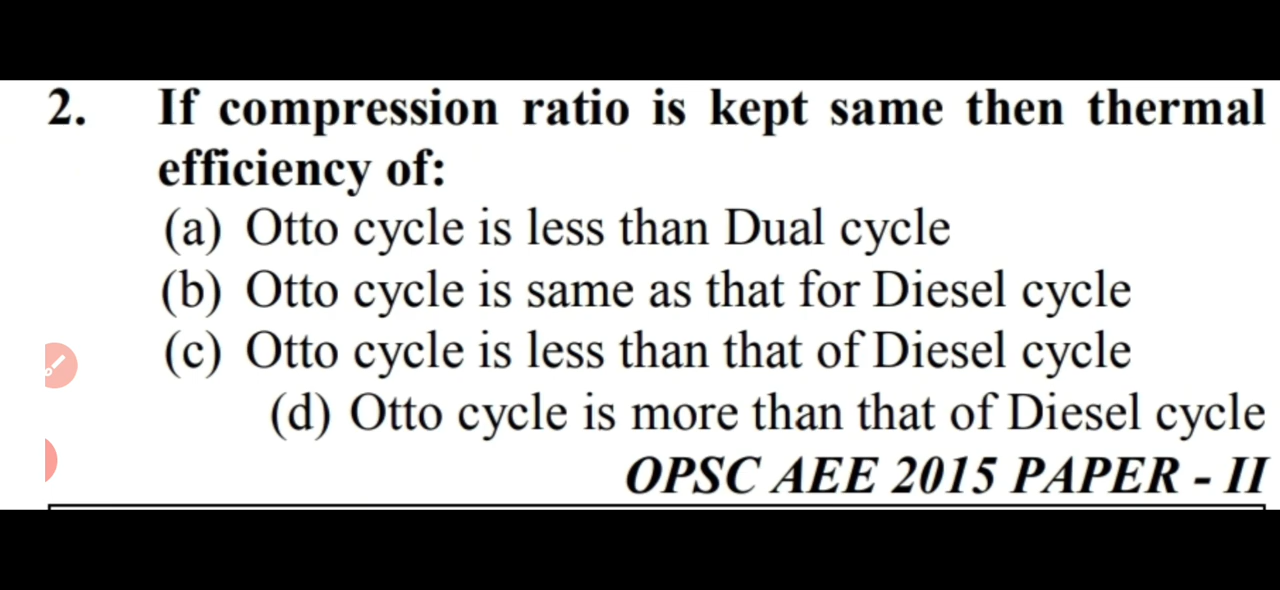 2. If compression ratio is kept same then thermal
efficiency of:
(a) Otto cycle is less than Dual cycle
(b) Otto cycle is same as that for Diesel cycle
(c) Otto cycle is less than that of Diesel cycle
(d) Otto cycle is more than that of Diesel cycle
OPSC AEE 2015 PAPER - II